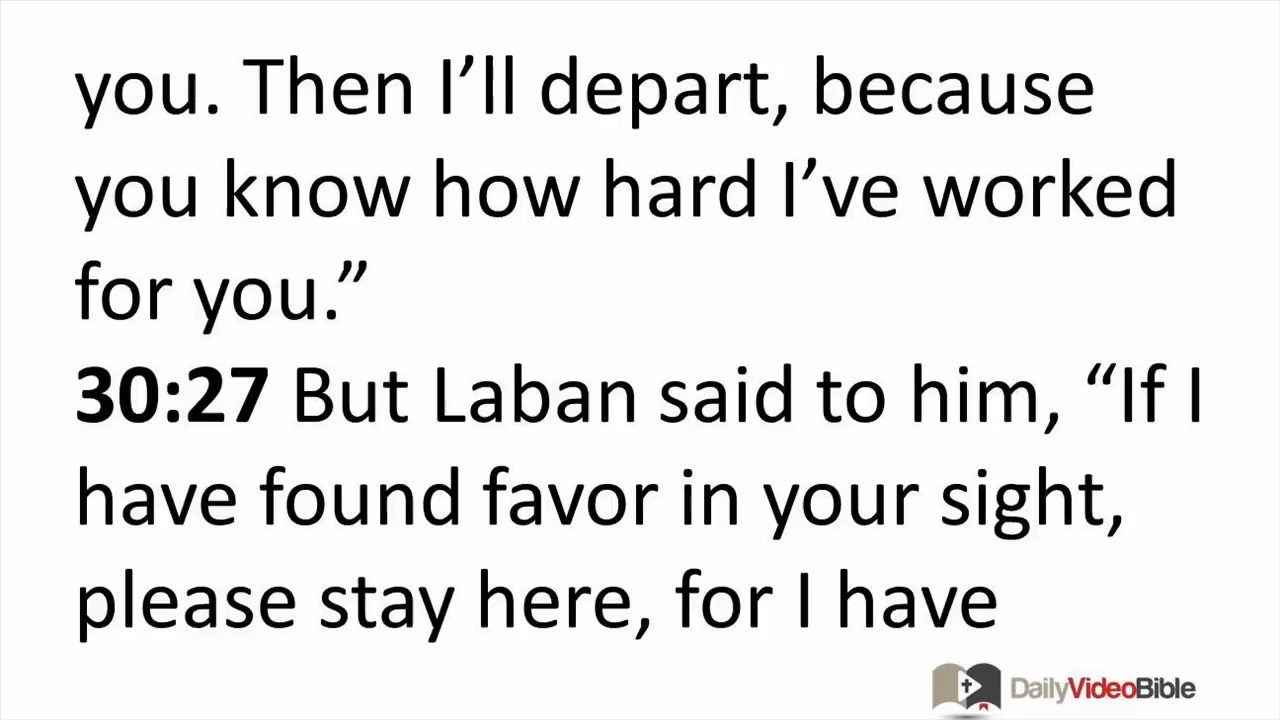 you. Then I’ll depart, because
you know how hard I’ve worked
for you.”
30:27 But Laban said to him, “If I
have found favor in your sight,
please stay here, for I have
DailyVideoBible